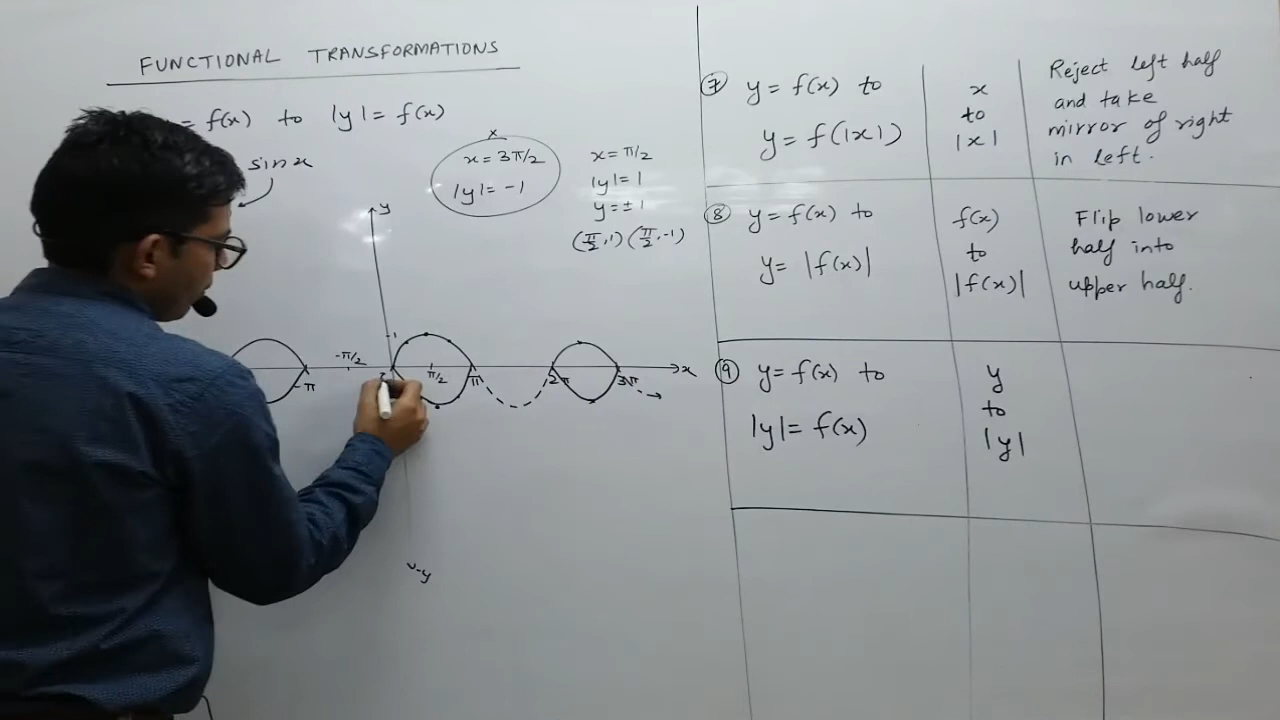 FUNCTIONAL TRANSFORMATIONS
= f(x) to |y| = f(x)
sin x
x
x = 3π/2
|y| = -1
x = π/2
|y| = 1
y = ± 1
(π/2, 1) (π/2, -1)
y
1
-π/2
-π
π/2
π
2π
3π
x
-y
⑦ y = f(x) to
y = f(|x|)
x
to
|x|
Reject left half
and take
mirror of right
in left.
⑧ y = f(x) to
y = |f(x)|
f(x)
to
|f(x)|
Flip lower
half into
upper half.
⑨ y = f(x) to
|y| = f(x)
y
to
|y|